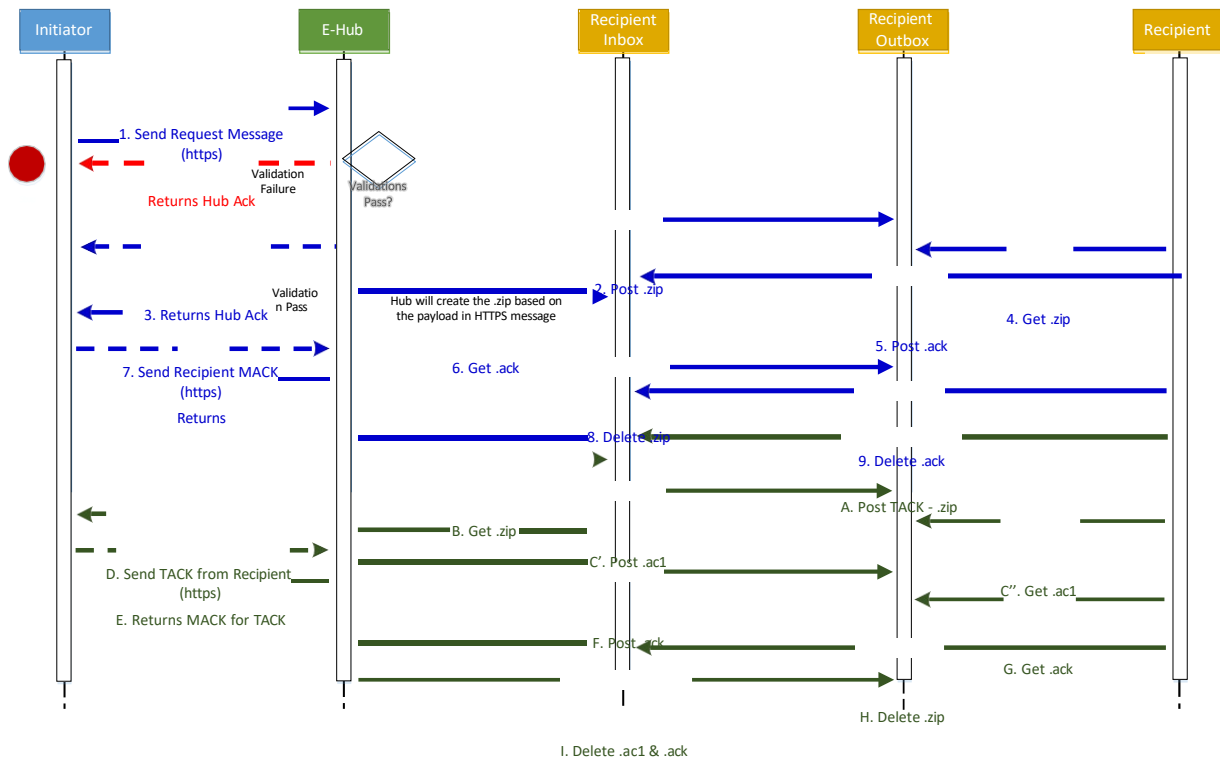 Initiator
E-Hub
Recipient
Inbox
Recipient
Outbox
Recipient
1. Send Request Message
(https)
Validation
Failure
Validations
Pass?
Returns Hub Ack
2. Post .zip
Validatio
n Pass
Hub will create the .zip based on
the payload in HTTPS message
3. Returns Hub Ack
4. Get .zip
5. Post .ack
6. Get .ack
7. Send Recipient MACK
(https)
Returns
8. Delete .zip
9. Delete .ack
A. Post TACK - .zip
B. Get .zip
C’. Post .ac1
D. Send TACK from Recipient
(https)
C’’. Get .ac1
E. Returns MACK for TACK
F. Post .ack
G. Get .ack
H. Delete .zip
I. Delete .ac1 & .ack